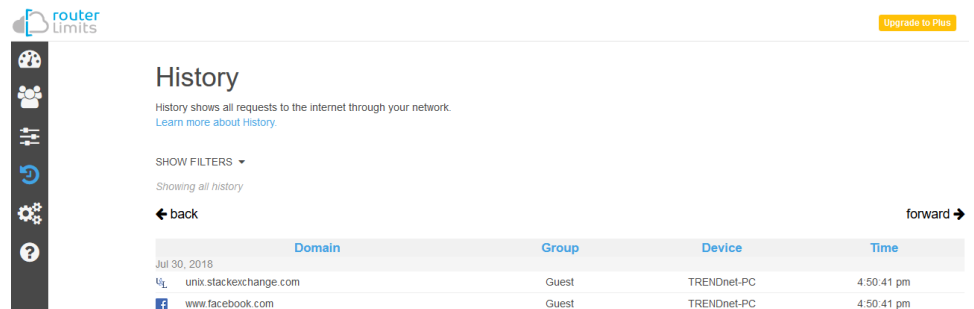 router
limits
Upgrade to Plus
History
History shows all requests to the internet through your network.
Learn more about History.
SHOW FILTERS
Showing all history
back
forward
Domain Group Device Time
Jul 30, 2018
unix.stackexchange.com Guest TRENDnet-PC 4:50:41 pm
www.facebook.com Guest TRENDnet-PC 4:50:41 pm